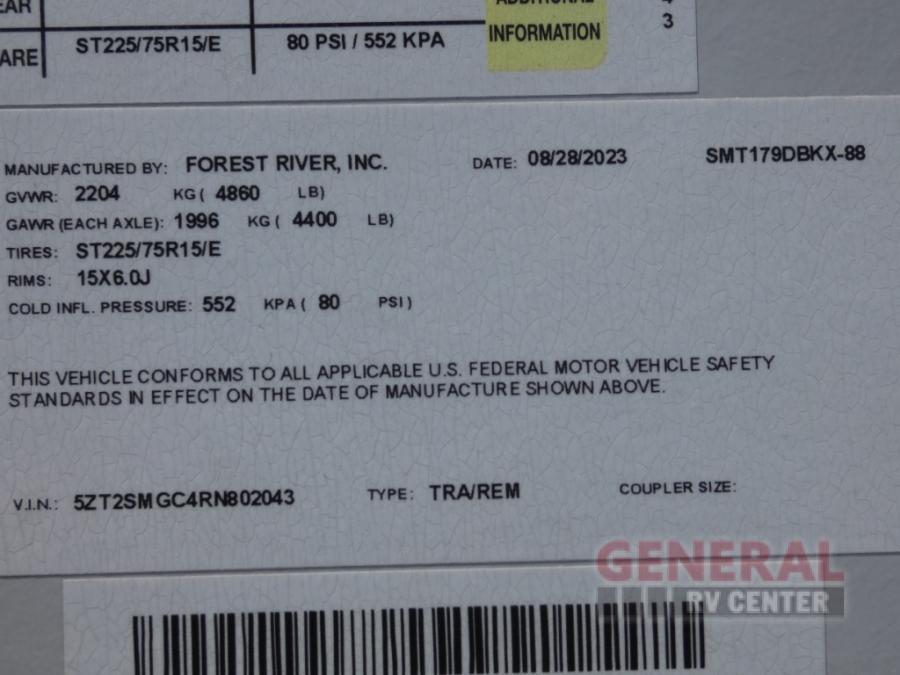 EAR
ADDITIONAL
ARE ST225/75R15/E 80 PSI / 552 KPA INFORMATION 3
MANUFACTURED BY: FOREST RIVER, INC. DATE: 08/28/2023 SMT179DBKX-88
GVWR: 2204 KG ( 4860 LB)
GAWR (EACH AXLE): 1996 KG ( 4400 LB)
TIRES: ST225/75R15/E
RIMS: 15X6.0J
COLD INFL. PRESSURE: 552 KPA ( 80 PSI )
THIS VEHICLE CONFORMS TO ALL APPLICABLE U.S. FEDERAL MOTOR VEHICLE SAFETY
STANDARDS IN EFFECT ON THE DATE OF MANUFACTURE SHOWN ABOVE.
V.I.N.: 5ZT2SMGC4RN802043 TYPE: TRA/REM COUPLER SIZE:
GENERAL
RV CENTER